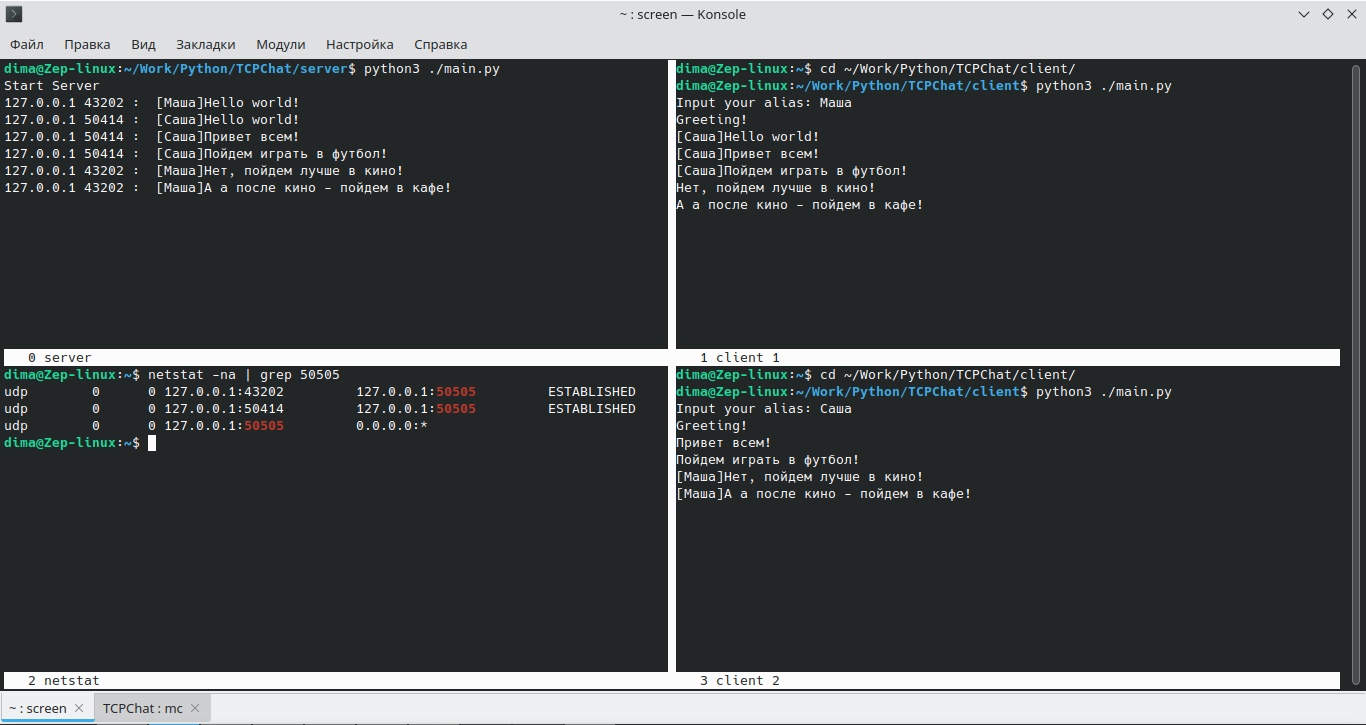 ~ : screen — Konsole
Файл Правка Вид Закладки Модули Настройка Справка
dima@Zep-linux:~/Work/Python/TCPChat/server$ python3 ./main.py
Start Server
127.0.0.1 43202 :  [Маша]Hello world!
127.0.0.1 50414 :  [Саша]Hello world!
127.0.0.1 50414 :  [Саша]Привет всем!
127.0.0.1 50414 :  [Саша]Пойдем играть в футбол!
127.0.0.1 43202 :  [Маша]Нет, пойдем лучше в кино!
127.0.0.1 43202 :  [Маша]А а после кино - пойдем в кафе!
0 server
dima@Zep-linux:~$ cd ~/Work/Python/TCPChat/client/
dima@Zep-linux:~/Work/Python/TCPChat/client$ python3 ./main.py
Input your alias: Маша
Greeting!
[Саша]Hello world!
[Саша]Привет всем!
[Саша]Пойдем играть в футбол!
Нет, пойдем лучше в кино!
А а после кино - пойдем в кафе!
1 client 1
dima@Zep-linux:~$ netstat -na | grep 50505
udp        0      0 127.0.0.1:43202         127.0.0.1:50505         ESTABLISHED
udp        0      0 127.0.0.1:50414         127.0.0.1:50505         ESTABLISHED
udp        0      0 127.0.0.1:50505         0.0.0.0:*
dima@Zep-linux:~$
2 netstat
dima@Zep-linux:~$ cd ~/Work/Python/TCPChat/client/
dima@Zep-linux:~/Work/Python/TCPChat/client$ python3 ./main.py
Input your alias: Саша
Greeting!
Привет всем!
Пойдем играть в футбол!
[Маша]Нет, пойдем лучше в кино!
[Маша]А а после кино - пойдем в кафе!
3 client 2
~ : screen
TCPChat : mc